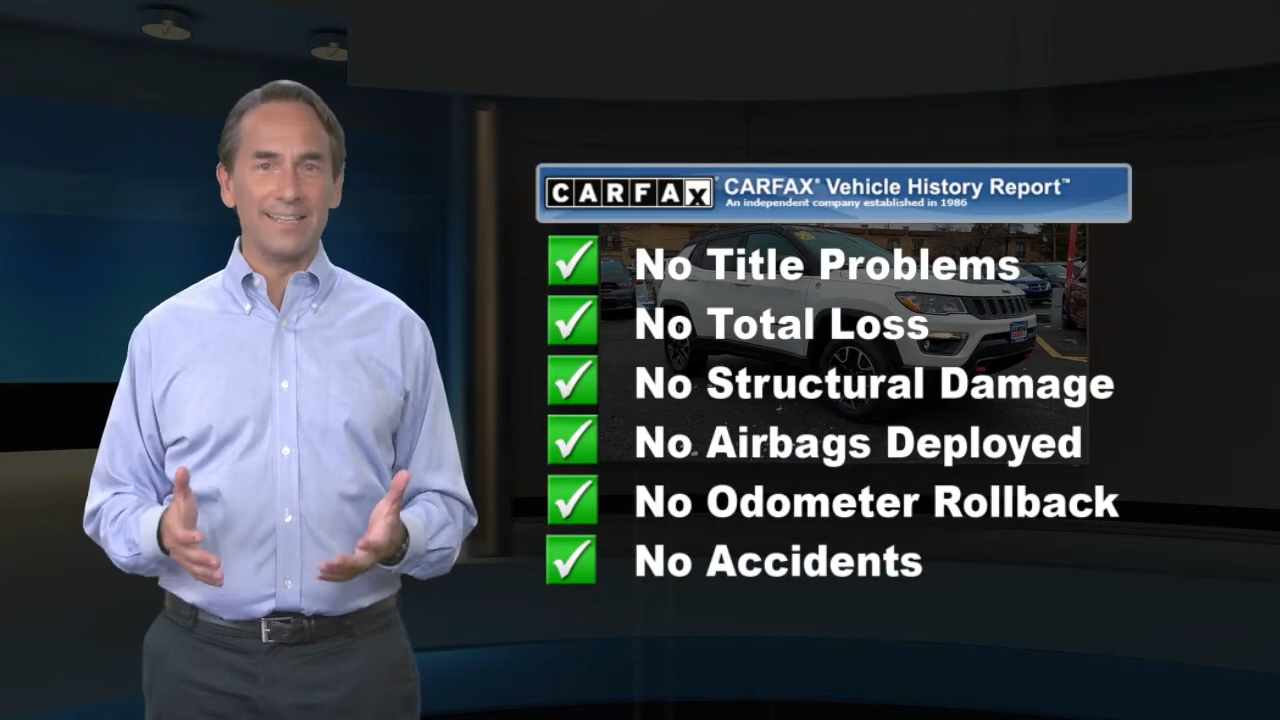 CARFAX® CARFAX® Vehicle History Report™
An independent company established in 1986
No Title Problems
No Total Loss
No Structural Damage
No Airbags Deployed
No Odometer Rollback
No Accidents